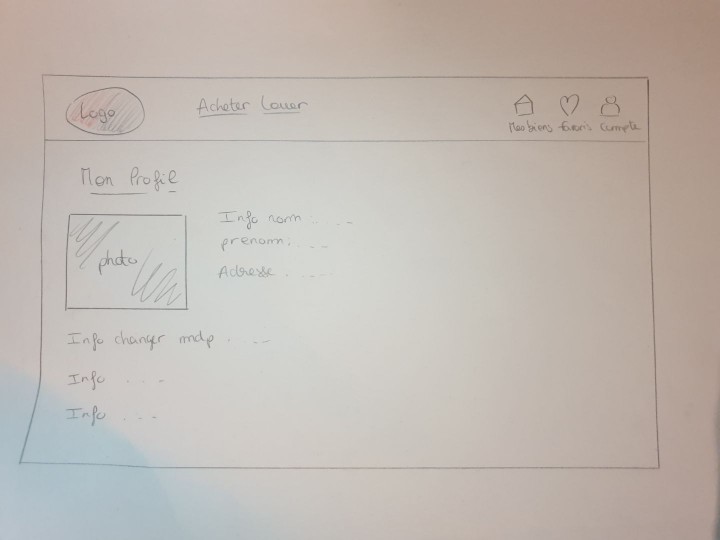 Logo
Acheter Louer
Mes biens favoris Compte
Mon Profil
photo
Info nom : . _ _
prenom : . _ _
Adresse . . _ _
Info changer mdp . _ _
Info . . _
Info . . _